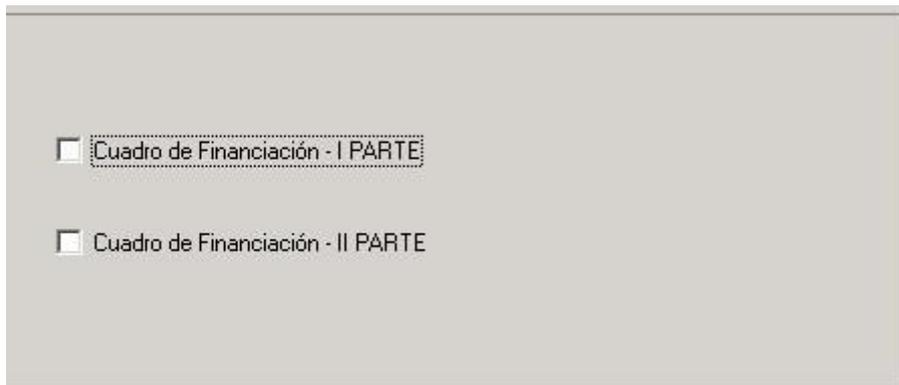 Cuadro de Financiación - I PARTE
Cuadro de Financiación - II PARTE